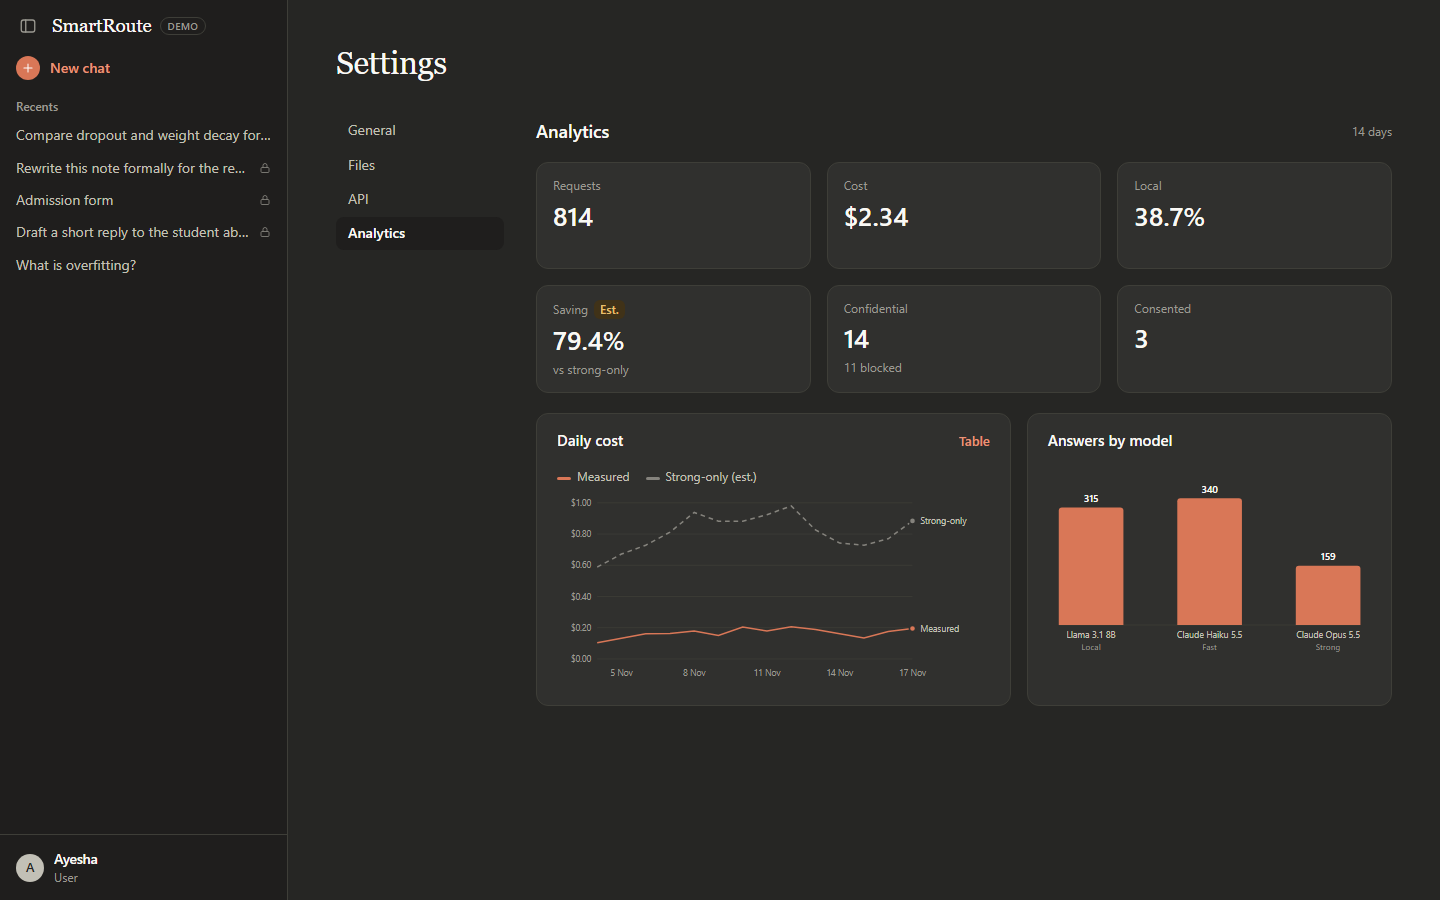 SmartRoute DEMO
New chat
Recents
Compare dropout and weight decay for...
Rewrite this note formally for the re...
Admission form
Draft a short reply to the student ab...
What is overfitting?
A
Ayesha
User
Settings
General
Files
API
Analytics
Analytics
14 days
Requests
814
Cost
$2.34
Local
38.7%
Saving Est.
79.4%
vs strong-only
Confidential
14
11 blocked
Consented
3
Daily cost
Table
Measured
Strong-only (est.)
$1.00
$0.80
$0.60
$0.40
$0.20
$0.00
Strong-only
Measured
5 Nov
8 Nov
11 Nov
14 Nov
17 Nov
Answers by model
315
340
159
Llama 3.1 8B
Local
Claude Haiku 5.5
Fast
Claude Opus 5.5
Strong